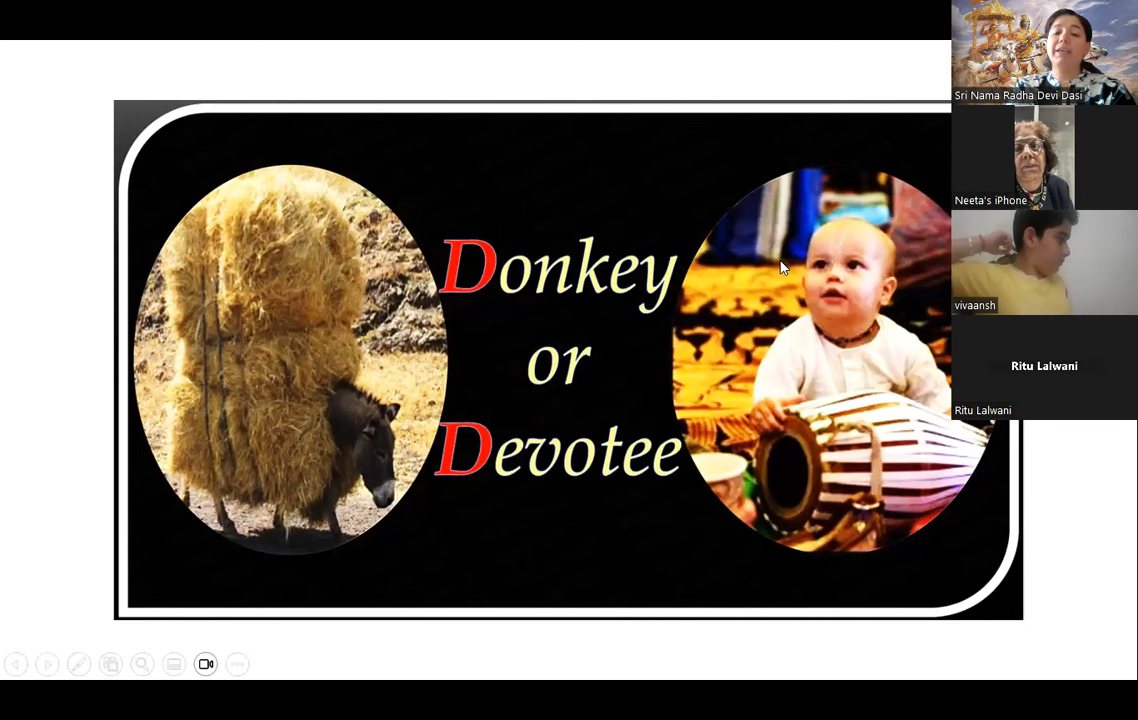 Donkey
or
Devotee
Sri Nama Radha Devi Dasi
Neeta's iPhone
vivaansh
Ritu Lalwani
Ritu Lalwani